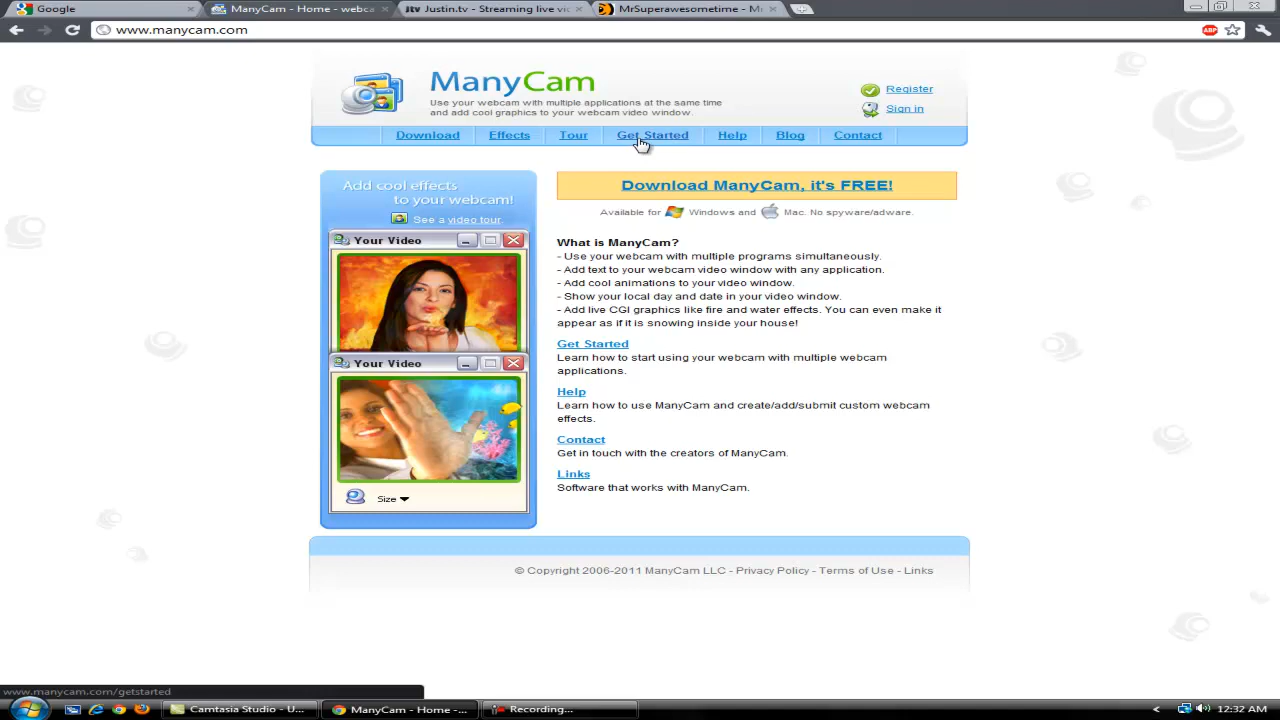 Google
ManyCam - Home - webca
Justin.tv - Streaming live vi
MrSuperawesometime - M
www.manycam.com
ABP
ManyCam
Use your webcam with multiple applications at the same time
and add cool graphics to your webcam video window.
Register
Sign in
Download Effects Tour Get Started Help Blog Contact
Add cool effects
to your webcam!
See a video tour.
Your Video
Your Video
Size
Download ManyCam, it's FREE!
Available for Windows and Mac. No spyware/adware.
What is ManyCam?
- Use your webcam with multiple programs simultaneously.
- Add text to your webcam video window with any application.
- Add cool animations to your video window.
- Show your local day and date in your video window.
- Add live CGI graphics like fire and water effects. You can even make it
appear as if it is snowing inside your house!
Get Started
Learn how to start using your webcam with multiple webcam
applications.
Help
Learn how to use ManyCam and create/add/submit custom webcam
effects.
Contact
Get in touch with the creators of ManyCam.
Links
Software that works with ManyCam.
© Copyright 2006-2011 ManyCam LLC - Privacy Policy - Terms of Use - Links
www.manycam.com/getstarted
Camtasia Studio - U...
ManyCam - Home -...
Recording...
12:32 AM